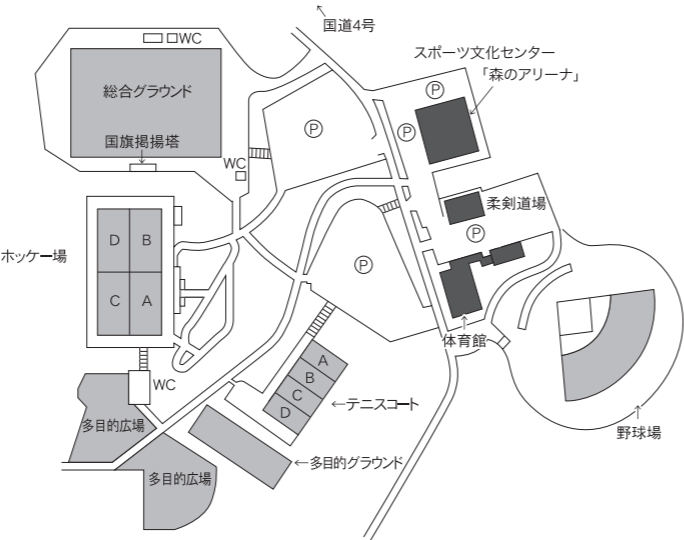 国道4号
WC
スポーツ文化センター
「森のアリーナ」
総合グラウンド
P
P
P
国旗掲揚塔
WC
柔剣道場
D
B
P
ホッケー場
P
C
A
体育館
A
B
WC
C
テニスコート
D
多目的広場
野球場
多目的グラウンド
多目的広場